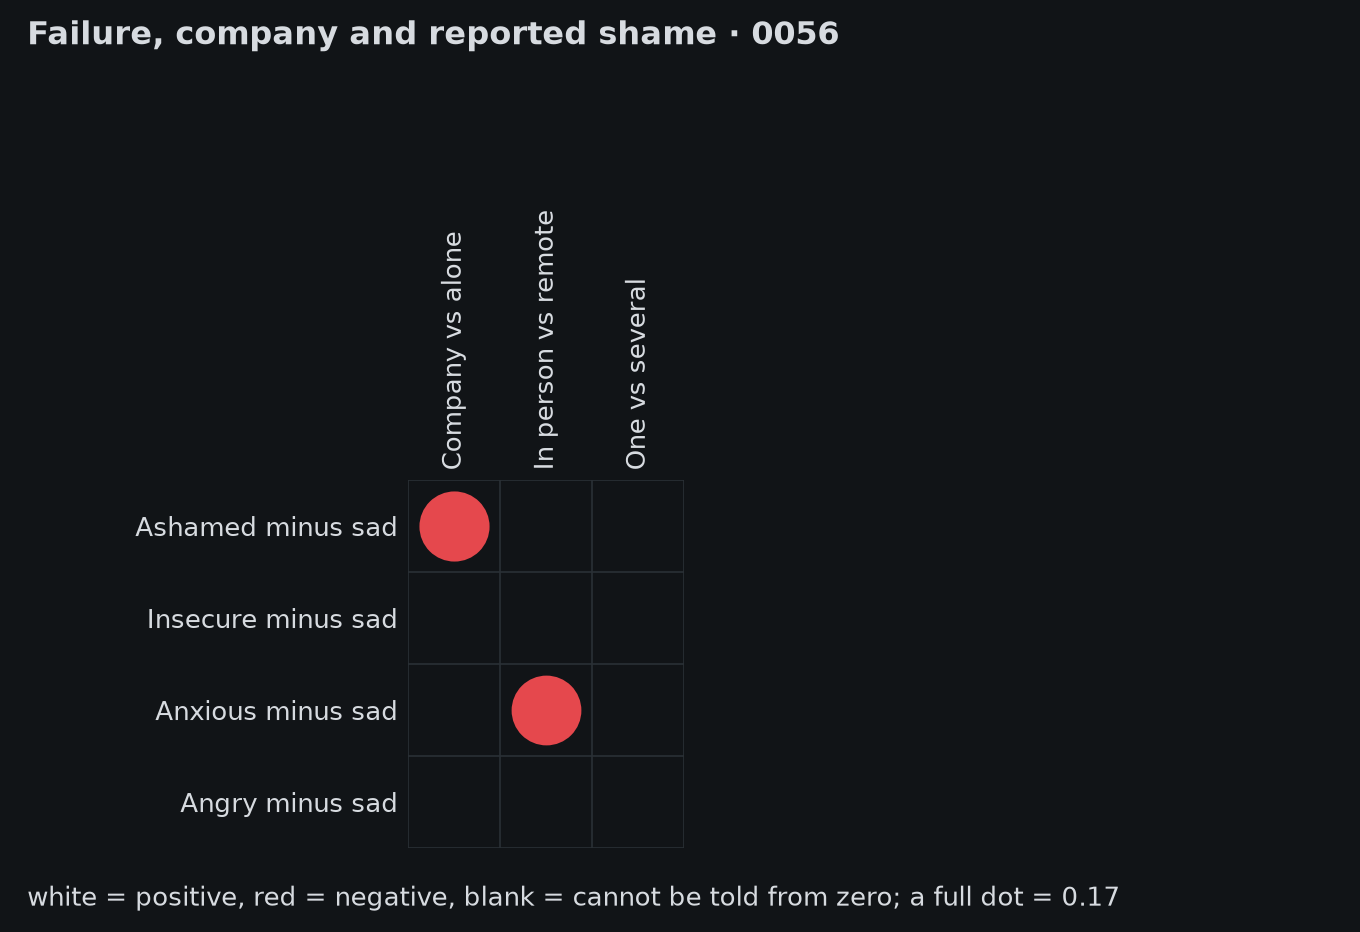 Failure, company and reported shame · 0056
Company vs alone
In person vs remote
One vs several
Ashamed minus sad
Insecure minus sad
Anxious minus sad
Angry minus sad
white = positive, red = negative, blank = cannot be told from zero; a full dot = 0.17